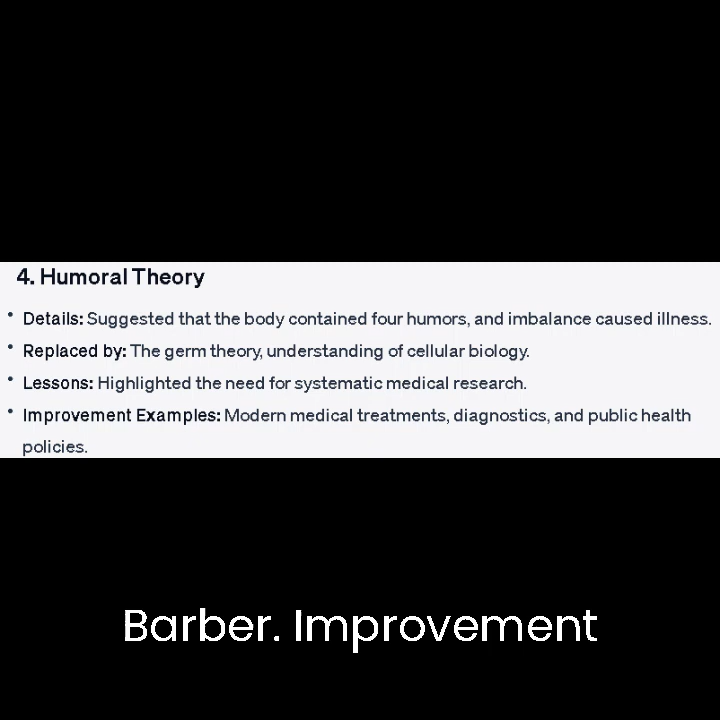 4. Humoral Theory
• Details: Suggested that the body contained four humors, and imbalance caused illness.
• Replaced by: The germ theory, understanding of cellular biology.
• Lessons: Highlighted the need for systematic medical research.
• Improvement Examples: Modern medical treatments, diagnostics, and public health
policies.
Barber. Improvement